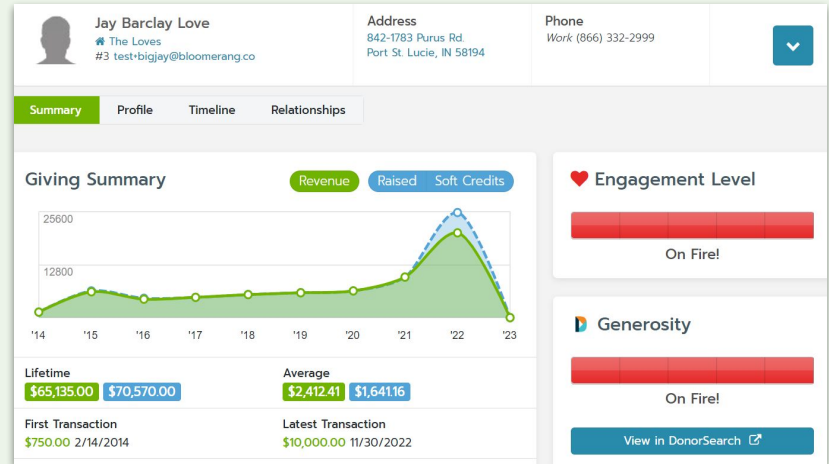 Jay Barclay Love
The Loves
#3 test+bigjay@bloomerang.co
Address
842-1783 Purus Rd.
Port St. Lucie, IN 58194
Phone
Work (866) 332-2999
Summary Profile Timeline Relationships
Giving Summary
Revenue Raised Soft Credits
25600
12800
'14 '15 '16 '17 '18 '19 '20 '21 '22 '23
Lifetime
$65,135.00 $70,570.00
Average
$2,412.41 $1,641.16
First Transaction
$750.00 2/14/2014
Latest Transaction
$10,000.00 11/30/2022
Engagement Level
On Fire!
Generosity
On Fire!
View in DonorSearch